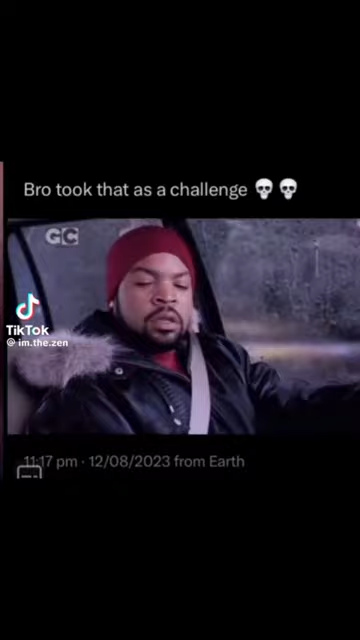 Bro took that as a challenge 💀💀
GC
TikTok
@im.the.zen
11:17 pm · 12/08/2023 from Earth